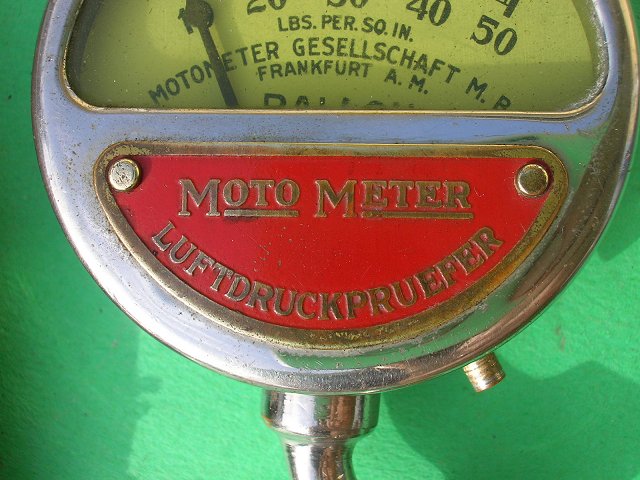 20 30 40 50
LBS. PER. SQ. IN.
MOTOMETER GESELLSCHAFT M.B.
FRANKFURT A. M.
MOTO METER
LUFTDRUCKPRUEFER